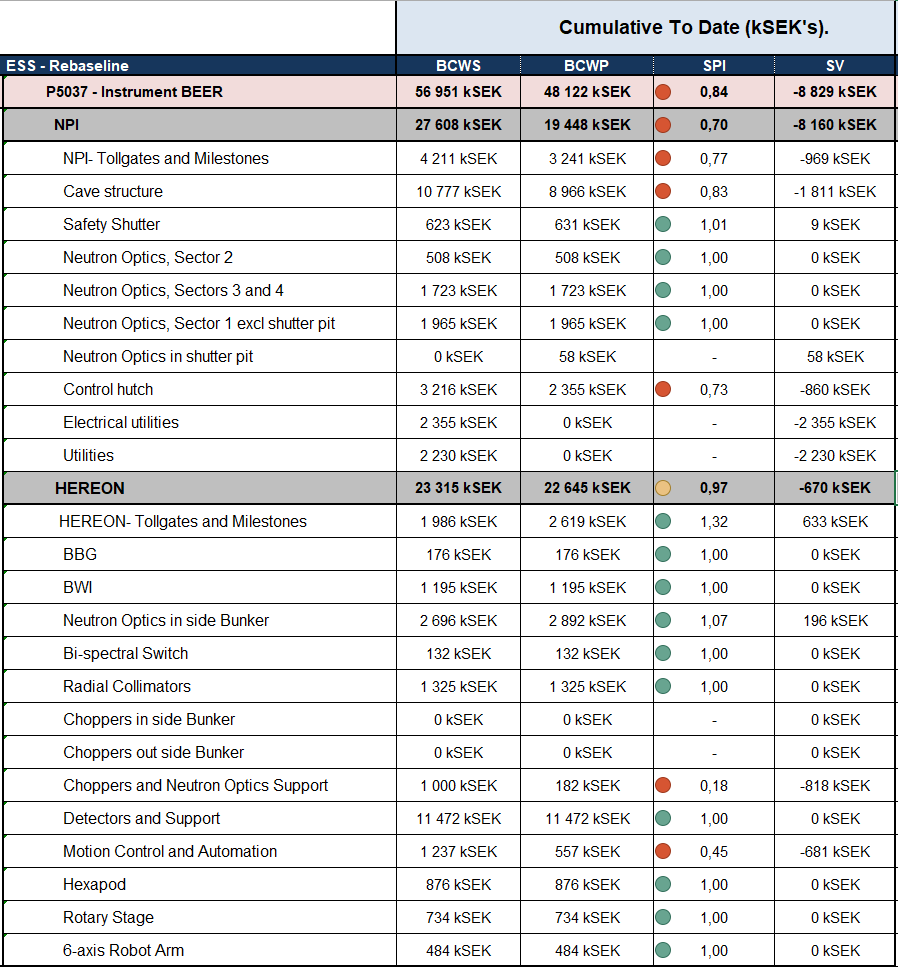 Cumulative To Date (kSEK's).
ESS - Rebaseline BCWS BCWP SPI SV
P5037 - Instrument BEER 56 951 kSEK 48 122 kSEK 0,84 -8 829 kSEK
NPI 27 608 kSEK 19 448 kSEK 0,70 -8 160 kSEK
NPI- Tollgates and Milestones 4 211 kSEK 3 241 kSEK 0,77 -969 kSEK
Cave structure 10 777 kSEK 8 966 kSEK 0,83 -1 811 kSEK
Safety Shutter 623 kSEK 631 kSEK 1,01 9 kSEK
Neutron Optics, Sector 2 508 kSEK 508 kSEK 1,00 0 kSEK
Neutron Optics, Sectors 3 and 4 1 723 kSEK 1 723 kSEK 1,00 0 kSEK
Neutron Optics, Sector 1 excl shutter pit 1 965 kSEK 1 965 kSEK 1,00 0 kSEK
Neutron Optics in shutter pit 0 kSEK 58 kSEK - 58 kSEK
Control hutch 3 216 kSEK 2 355 kSEK 0,73 -860 kSEK
Electrical utilities 2 355 kSEK 0 kSEK - -2 355 kSEK
Utilities 2 230 kSEK 0 kSEK - -2 230 kSEK
HEREON 23 315 kSEK 22 645 kSEK 0,97 -670 kSEK
HEREON- Tollgates and Milestones 1 986 kSEK 2 619 kSEK 1,32 633 kSEK
BBG 176 kSEK 176 kSEK 1,00 0 kSEK
BWI 1 195 kSEK 1 195 kSEK 1,00 0 kSEK
Neutron Optics in side Bunker 2 696 kSEK 2 892 kSEK 1,07 196 kSEK
Bi-spectral Switch 132 kSEK 132 kSEK 1,00 0 kSEK
Radial Collimators 1 325 kSEK 1 325 kSEK 1,00 0 kSEK
Choppers in side Bunker 0 kSEK 0 kSEK - 0 kSEK
Choppers out side Bunker 0 kSEK 0 kSEK - 0 kSEK
Choppers and Neutron Optics Support 1 000 kSEK 182 kSEK 0,18 -818 kSEK
Detectors and Support 11 472 kSEK 11 472 kSEK 1,00 0 kSEK
Motion Control and Automation 1 237 kSEK 557 kSEK 0,45 -681 kSEK
Hexapod 876 kSEK 876 kSEK 1,00 0 kSEK
Rotary Stage 734 kSEK 734 kSEK 1,00 0 kSEK
6-axis Robot Arm 484 kSEK 484 kSEK 1,00 0 kSEK